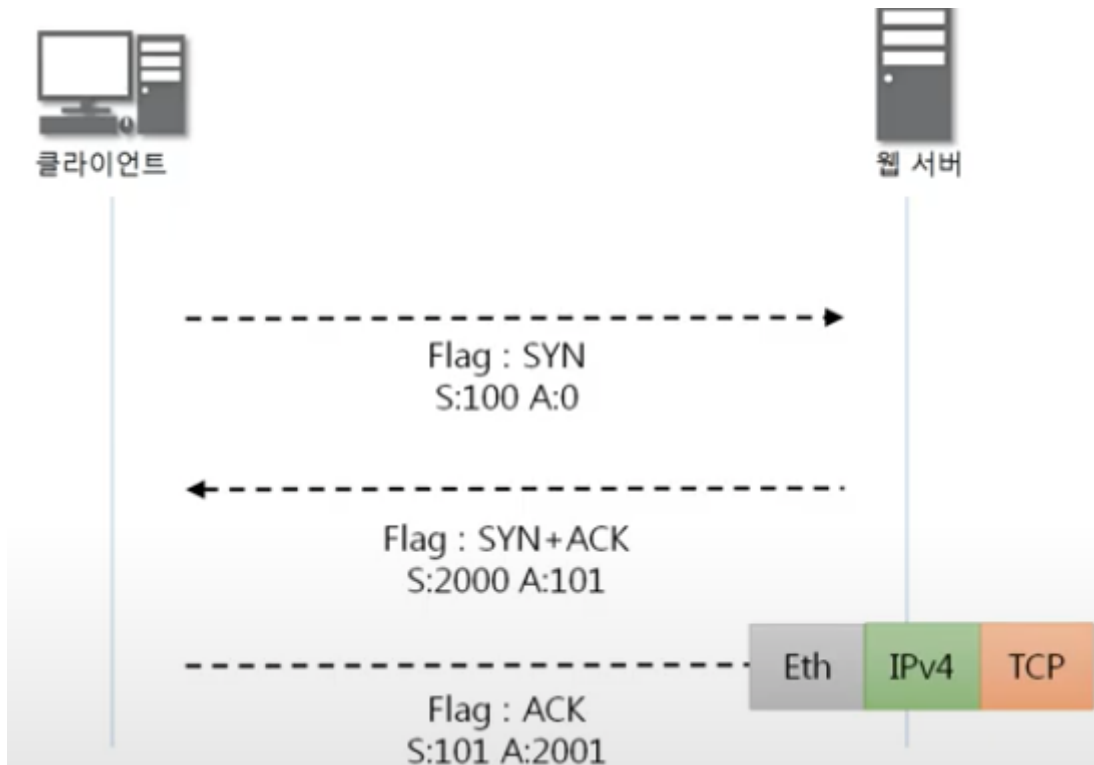 클라이언트
웹 서버
Flag : SYN
S:100 A:0
Flag : SYN+ACK
S:2000 A:101
Eth IPv4 TCP
Flag : ACK
S:101 A:2001